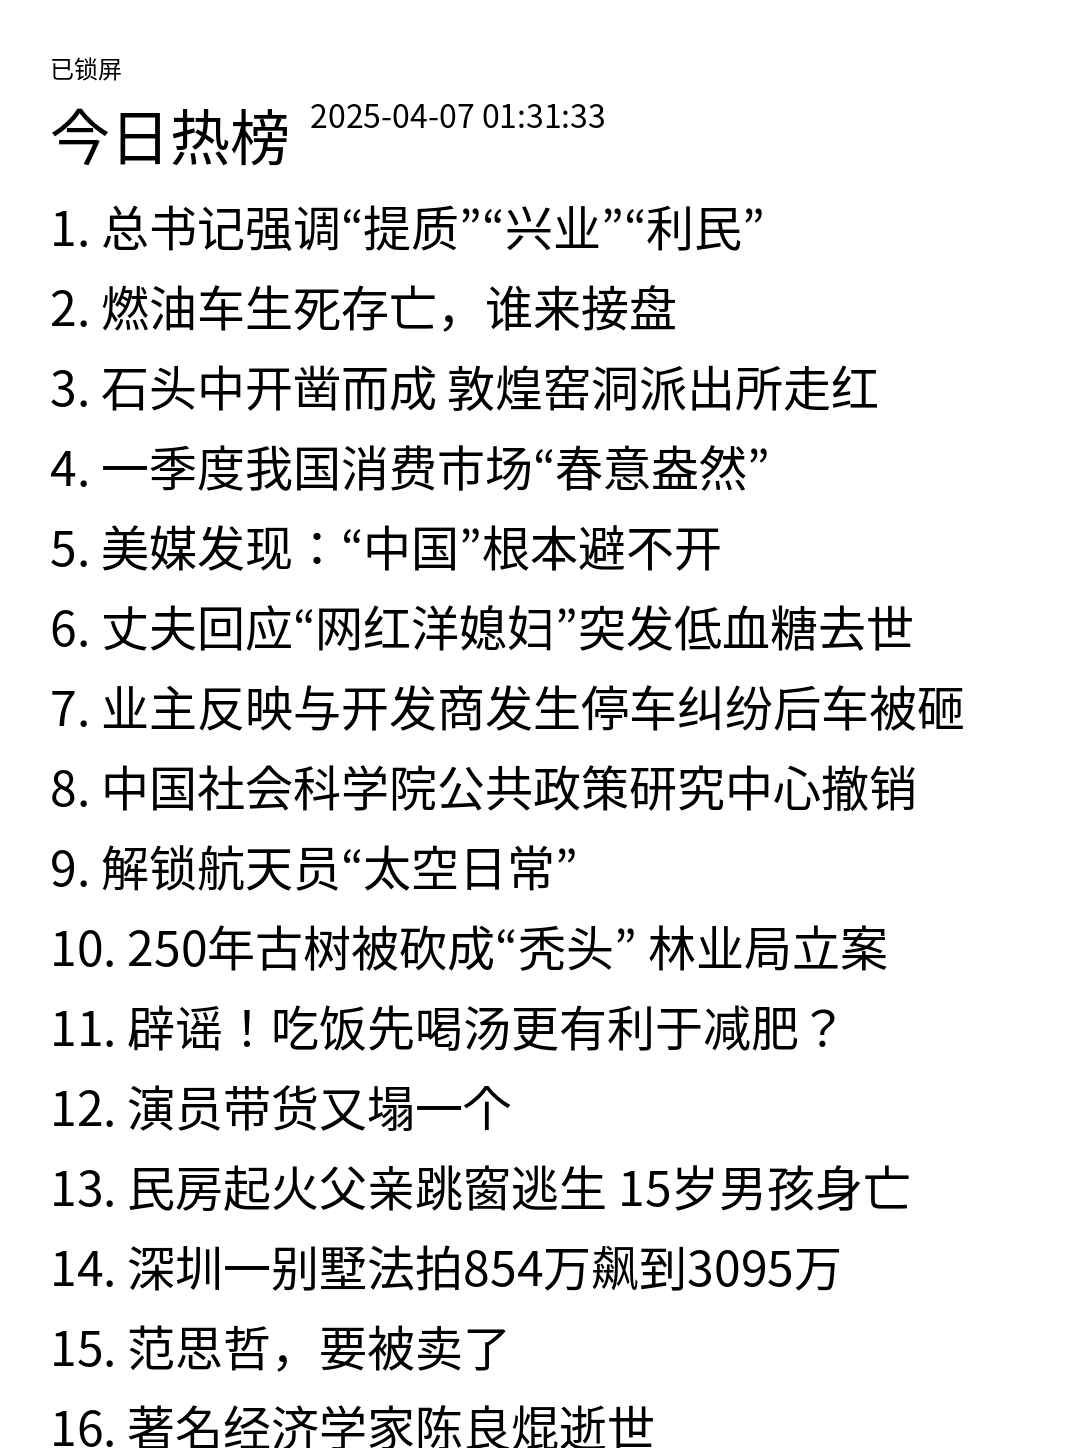 已锁屏
今日热榜 2025-04-07 01:31:33
1. 总书记强调“提质”“兴业”“利民”
2. 燃油车生死存亡，谁来接盘
3. 石头中开凿而成 敦煌窑洞派出所走红
4. 一季度我国消费市场“春意盎然”
5. 美媒发现：“中国”根本避不开
6. 丈夫回应“网红洋媳妇”突发低血糖去世
7. 业主反映与开发商发生停车纠纷后车被砸
8. 中国社会科学院公共政策研究中心撤销
9. 解锁航天员“太空日常”
10. 250年古树被砍成“秃头” 林业局立案
11. 辟谣！吃饭先喝汤更有利于减肥？
12. 演员带货又塌一个
13. 民房起火父亲跳窗逃生 15岁男孩身亡
14. 深圳一别墅法拍854万飙到3095万
15. 范思哲，要被卖了
16. 著名经济学家陈良焜逝世